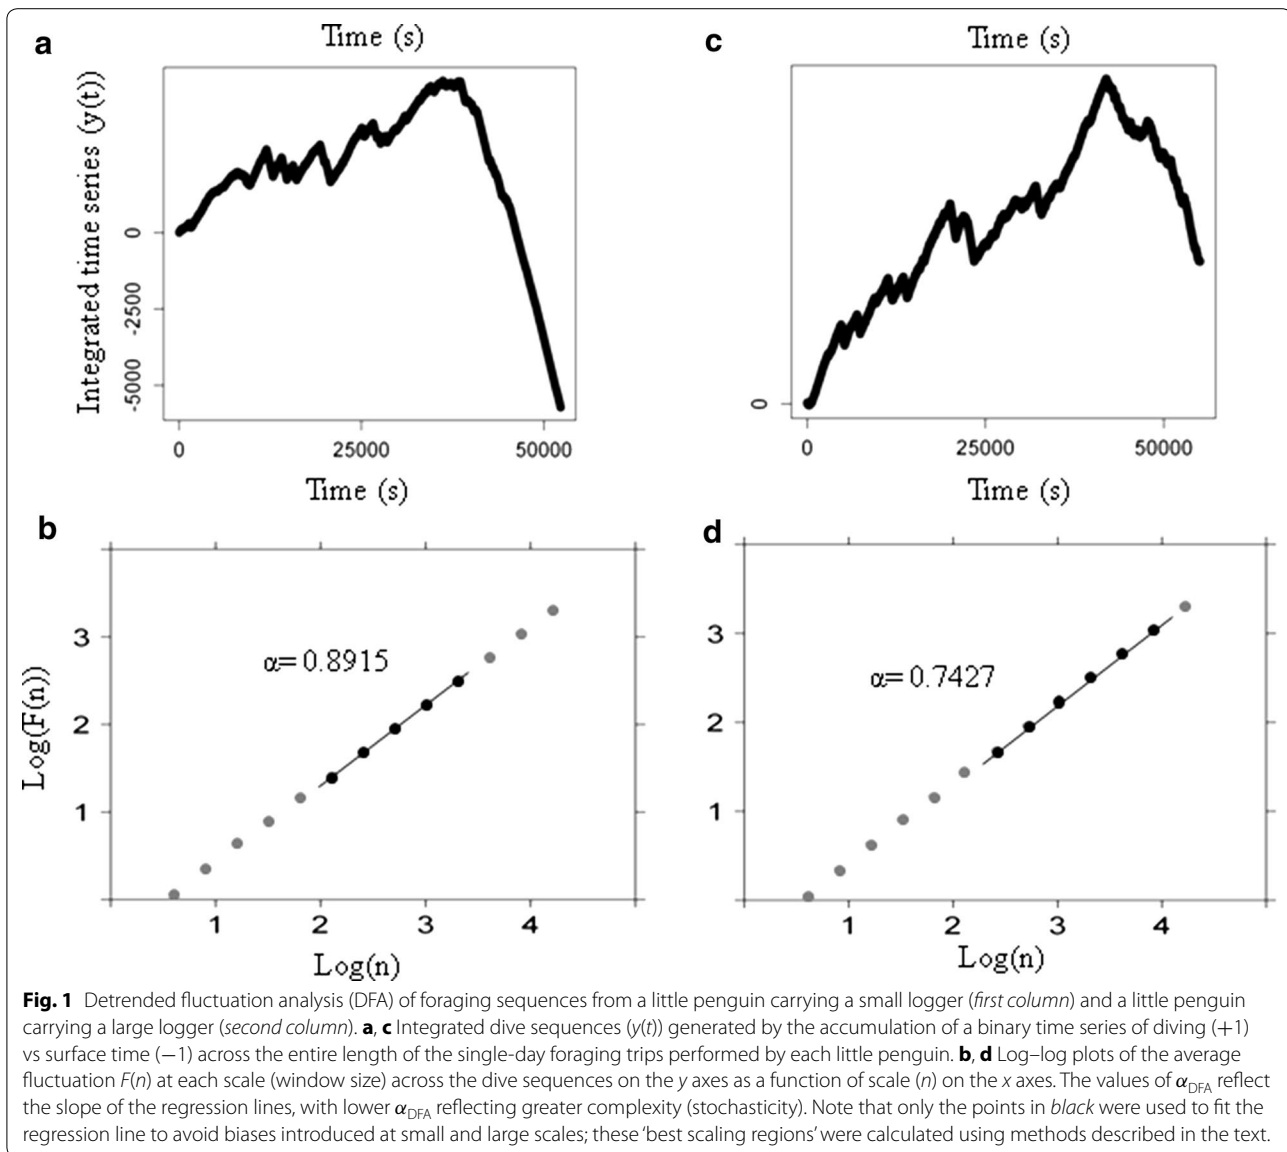 a
Time (s)
Integrated time series (y(t))
0
-2500
-5000
0
25000
50000
Time (s)
c
Time (s)
0
0
25000
50000
Time (s)
b
α= 0.8915
Log(F(n))
3
2
1
1
2
3
4
Log(n)
d
α= 0.7427
3
2
1
1
2
3
4
Log(n)
Fig. 1 Detrended fluctuation analysis (DFA) of foraging sequences from a little penguin carrying a small logger (first column) and a little penguin
carrying a large logger (second column). a, c Integrated dive sequences (y(t)) generated by the accumulation of a binary time series of diving (+1)
vs surface time (−1) across the entire length of the single-day foraging trips performed by each little penguin. b, d Log–log plots of the average
fluctuation F(n) at each scale (window size) across the dive sequences on the y axes as a function of scale (n) on the x axes. The values of αDFA reflect
the slope of the regression lines, with lower αDFA reflecting greater complexity (stochasticity). Note that only the points in black were used to fit the
regression line to avoid biases introduced at small and large scales; these ‘best scaling regions’ were calculated using methods described in the text.